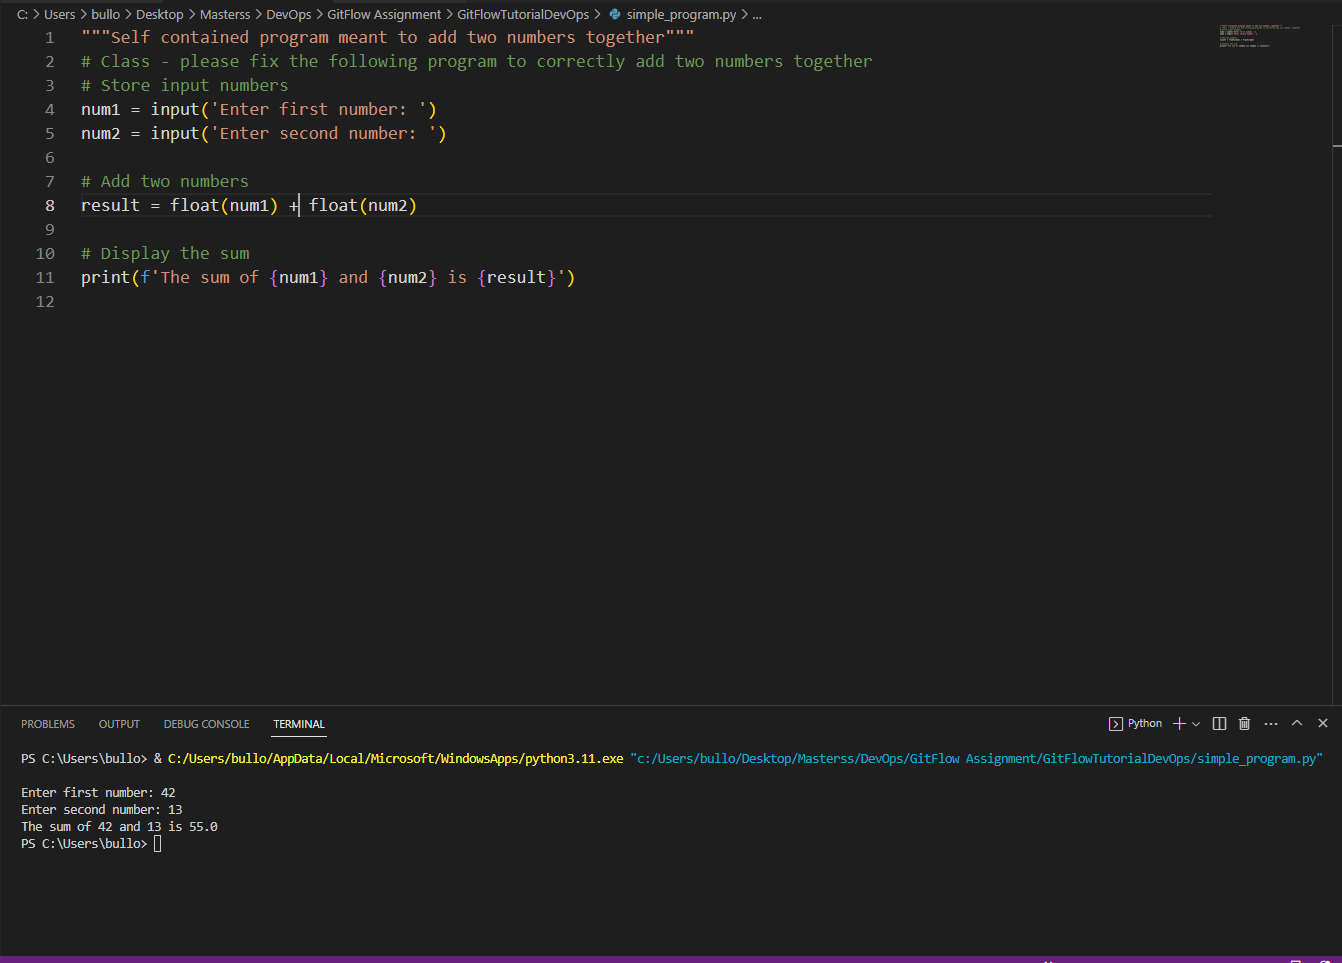 C: > Users > bullo > Desktop > Masterss > DevOps > GitFlow Assignment > GitFlowTutorialDevOps > simple_program.py > ...
1 """Self contained program meant to add two numbers together"""
2 # Class - please fix the following program to correctly add two numbers together
3 # Store input numbers
4 num1 = input('Enter first number: ')
5 num2 = input('Enter second number: ')
6
7 # Add two numbers
8 result = float(num1) + float(num2)
9
10 # Display the sum
11 print(f'The sum of {num1} and {num2} is {result}')
12
PROBLEMS OUTPUT DEBUG CONSOLE TERMINAL Python
PS C:\Users\bullo> & C:/Users/bullo/AppData/Local/Microsoft/WindowsApps/python3.11.exe "c:/Users/bullo/Desktop/Masterss/DevOps/GitFlow Assignment/GitFlowTutorialDevOps/simple_program.py"
Enter first number: 42
Enter second number: 13
The sum of 42 and 13 is 55.0
PS C:\Users\bullo>